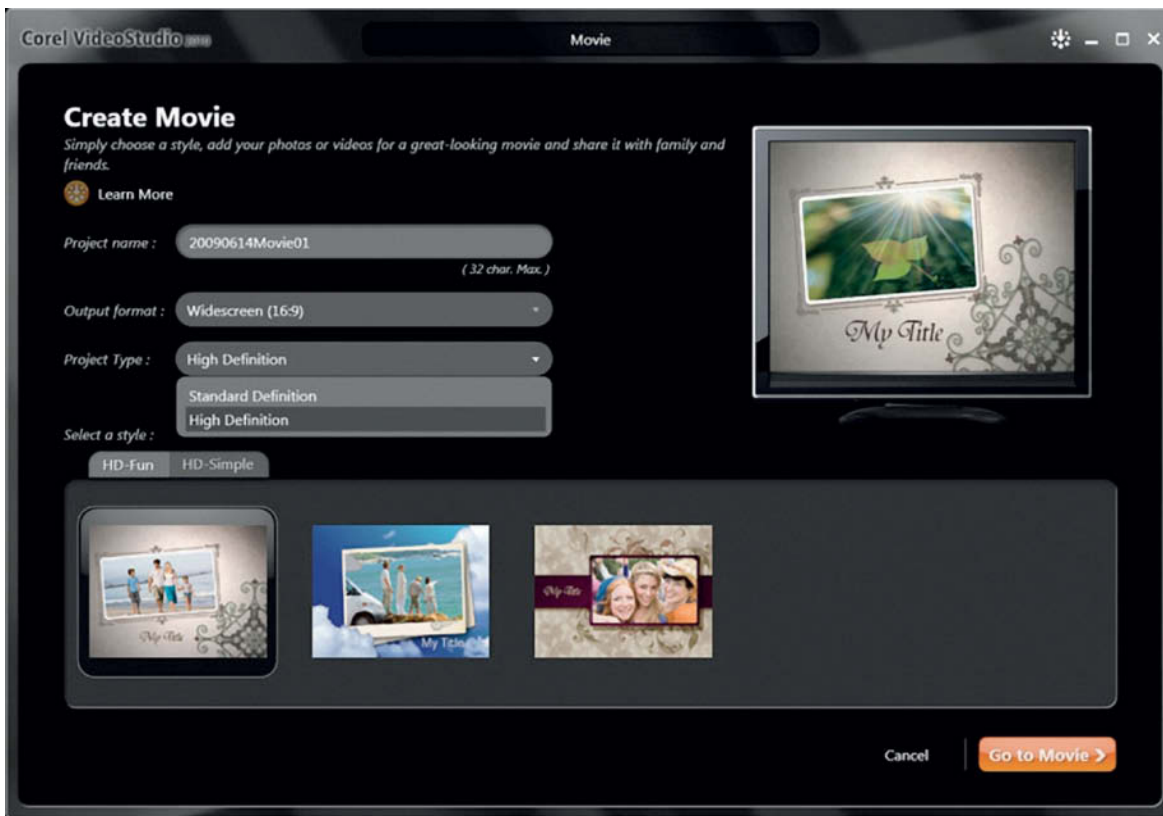 Corel VideoStudio 2010
Movie
Create Movie
Simply choose a style, add your photos or videos for a great-looking movie and share it with family and
friends.
Learn More
Project name :
20090614Movie01
( 32 char. Max. )
Output format :
Widescreen (16:9)
Project Type :
High Definition
Standard Definition
High Definition
Select a style :
HD-Fun
HD-Simple
My Title
My Title
My Title
My Title
Cancel
Go to Movie